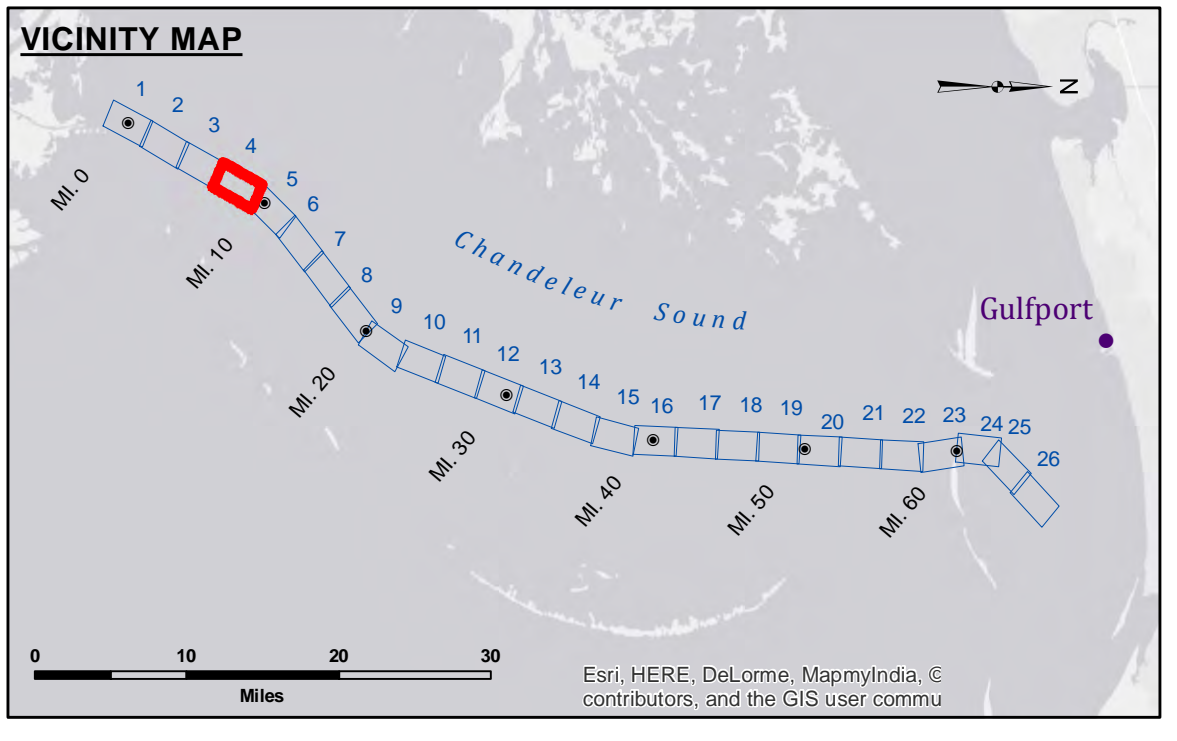 VICINITY MAP
N
1
2
3
4
5
6
7
8
9
10
11
12
13
14
15
16
17
18
19
20
21
22
23
24
25
26
MI. 0
MI. 10
MI. 20
MI. 30
MI. 40
MI. 50
MI. 60
Chandeleur Sound
Gulfport
0 10 20 30
Miles
Esri, HERE, DeLorme, MapmyIndia, ©
contributors, and the GIS user commu